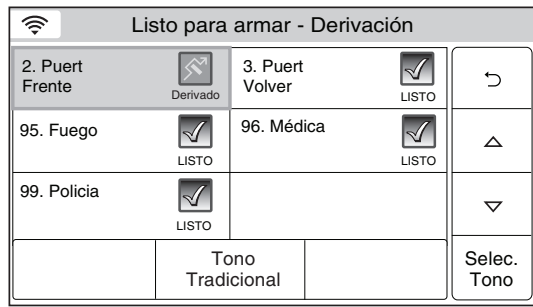 Listo para armar - Derivación
2. Puert
Frente
Derivado
3. Puert
Volver
LISTO
95. Fuego
LISTO
96. Médica
LISTO
99. Policia
LISTO
Tono
Tradicional
Selec.
Tono